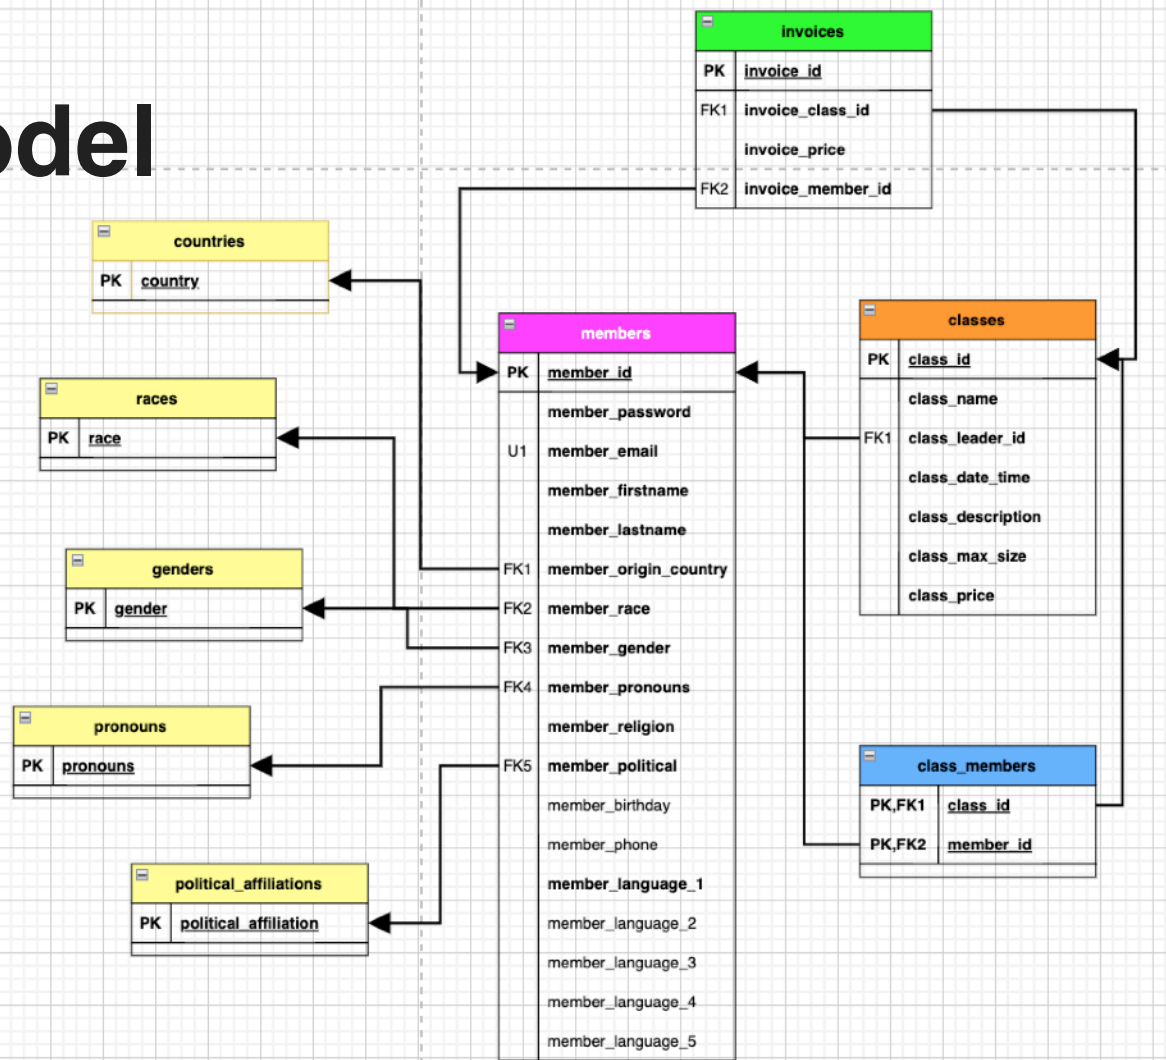 odel
invoices
PK invoice_id
FK1 invoice_class_id
invoice_price
FK2 invoice_member_id
countries
PK country
races
PK race
genders
PK gender
pronouns
PK pronouns
political_affiliations
PK political_affiliation
members
PK member_id
member_password
U1 member_email
member_firstname
member_lastname
FK1 member_origin_country
FK2 member_race
FK3 member_gender
FK4 member_pronouns
member_religion
FK5 member_political
member_birthday
member_phone
member_language_1
member_language_2
member_language_3
member_language_4
member_language_5
classes
PK class_id
class_name
FK1 class_leader_id
class_date_time
class_description
class_max_size
class_price
class_members
PK,FK1 class_id
PK,FK2 member_id